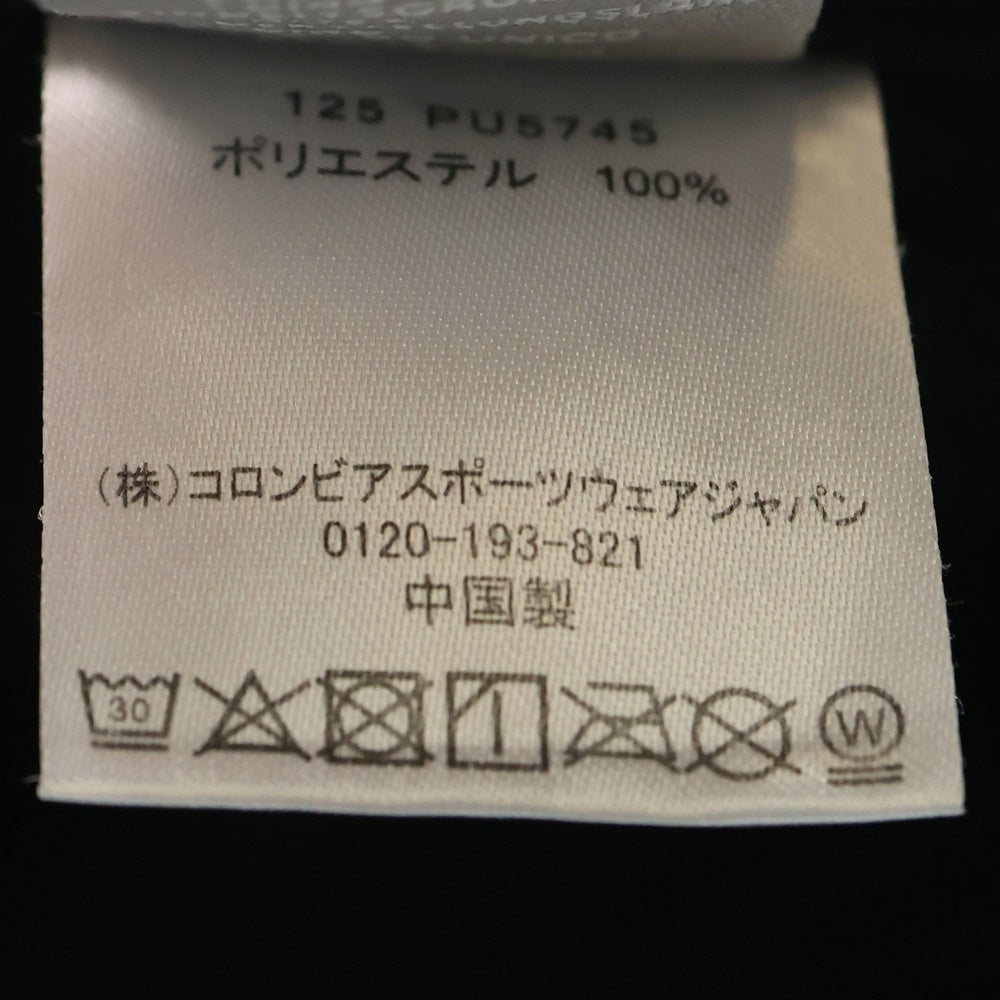 125 PU5745
ポリエステル 100%
(株)コロンビアスポーツウェアジャパン
0120-193-821
中国製
30
W